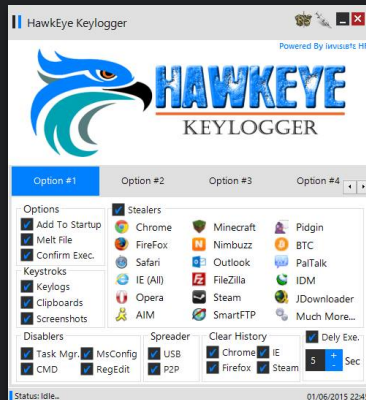 HawkEye Keylogger
Powered By Invisible H
HAWKEYE
KEYLOGGER
Option #1 Option #2 Option #3 Option #4
Options
Add To Startup
Melt File
Confirm Exec.
Keystroks
Keylogs
Clipboards
Screenshots
Stealers
Chrome Minecraft Pidgin
FireFox Nimbuzz BTC
Safari Outlook PalTalk
IE (All) FileZilla IDM
Opera Steam JDownloader
AIM SmartFTP Much More...
Disablers
Task Mgr. MsConfig
CMD RegEdit
Spreader
USB
P2P
Clear History
Chrome IE
Firefox Steam
Dely Exe.
5 + - Sec
Status: Idle..
01/06/2015 22:45